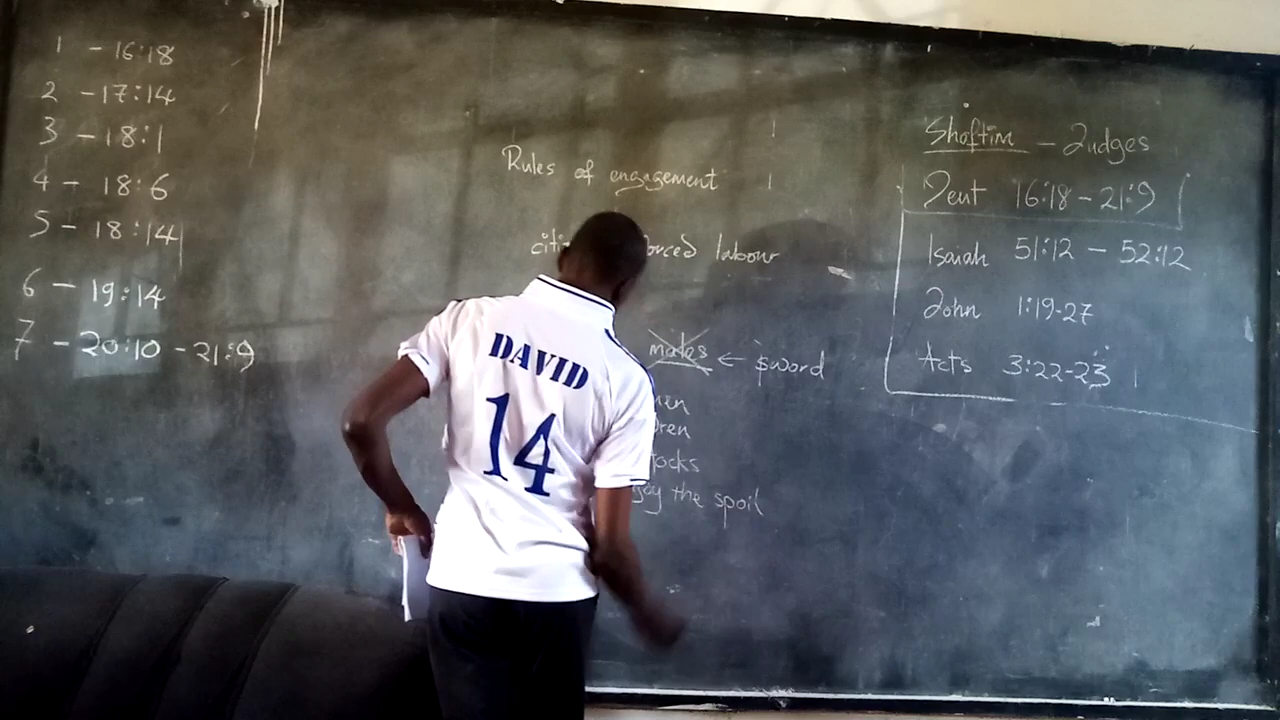 1 - 16:18
2 - 17:14
3 - 18:1
4 - 18:6
5 - 18:14
6 - 19:14
7 - 20:10 - 21:9
Rules of engagement
labour
males ← sword
the spoil
Shoftim - Judges
Deut 16:18 - 21:9
Isaiah 51:12 - 52:12
John 1:19-27
Acts 3:22-23
DAVID
14